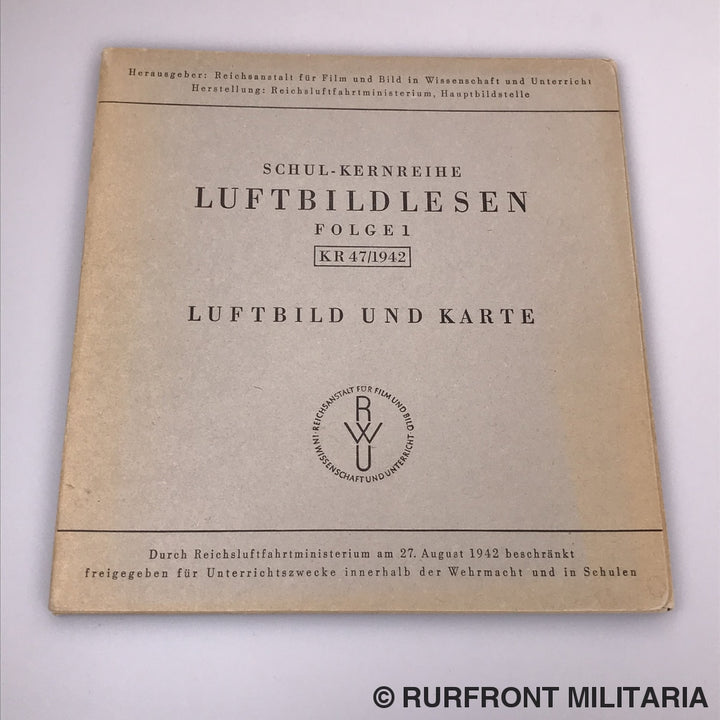 Herausgeber: Reichsanstalt für Film und Bild in Wissenschaft und Unterricht
Herstellung: Reichsluftfahrtministerium, Hauptbildstelle
SCHUL-KERNREIHE
LUFTBILDLESEN
FOLGE 1
KR 47/1942
LUFTBILD UND KARTE
REICHSANSTALT FÜR FILM UND BILD · IN WISSENSCHAFT UND UNTERRICHT ·
RWU
Durch Reichsluftfahrtministerium am 27. August 1942 beschränkt
freigegeben für Unterrichtszwecke innerhalb der Wehrmacht und in Schulen
© RURFRONT MILITARIA